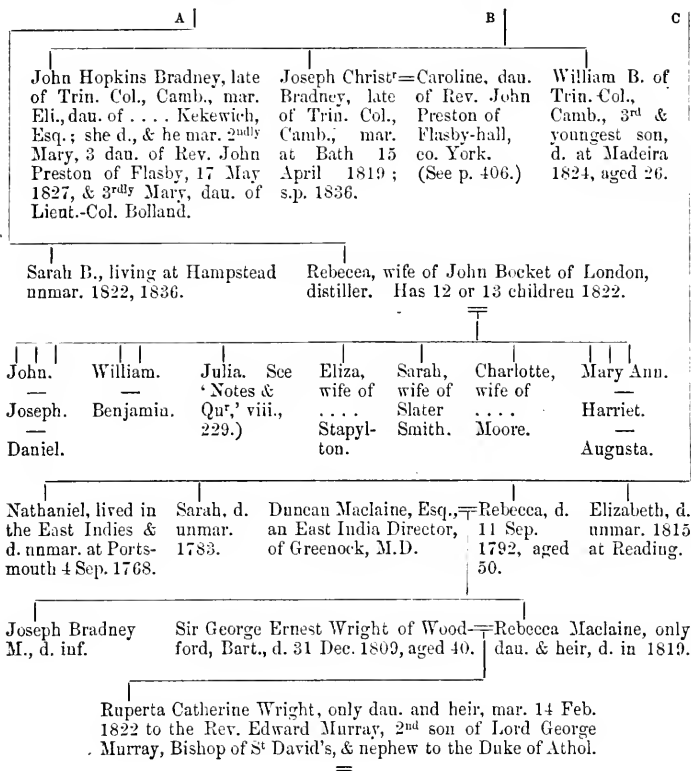 A B C
John Hopkins Bradney, late
of Trin. Col., Camb., mar.
Eli., dau. of .... Kekewich,
Esq.; she d., & he mar. 2ndly
Mary, 3 dau. of Rev. John
Preston of Flasby, 17 May
1827, & 3rdly Mary, dau. of
Lieut.-Col. Bolland.
Joseph Christr=Caroline, dau.
Bradney, late
of Trin. Col.,
Camb., mar.
at Bath 15
April 1819;
s.p. 1836.
of Rev. John
Preston of
Flasby-hall,
co. York.
(See p. 406.)
William B. of
Trin. Col.,
Camb., 3rd &
youngest son,
d. at Madeira
1824, aged 26.
Sarah B., living at Hampstead
unmar. 1822, 1836.
Rebecca, wife of John Bocket of London,
distiller. Has 12 or 13 children 1822.
John.
—
Joseph.
—
Daniel.
William.
—
Benjamin.
Julia. See
‘Notes &
Qur,’ viii.,
229.)
Eliza,
wife of
....
Stapyl-
ton.
Sarah,
wife of
Slater
Smith.
Charlotte,
wife of
....
Moore.
Mary Ann.
—
Harriet.
—
Augusta.
Nathaniel, lived in
the East Indies &
d. unmar. at Ports-
mouth 4 Sep. 1768.
Sarah, d.
unmar.
1783.
Duncan Maclaine, Esq.,=Rebecca, d.
an East India Director,
of Greenock, M.D.
11 Sep.
1792, aged
50.
Elizabeth, d.
unmar. 1815
at Reading.
Joseph Bradney
M., d. inf.
Sir George Ernest Wright of Wood-=Rebecca Maclaine, only
ford, Bart., d. 31 Dec. 1809, aged 40.
dau. & heir, d. in 1819.
Ruperta Catherine Wright, only dau. and heir, mar. 14 Feb.
1822 to the Rev. Edward Murray, 2nd son of Lord George
Murray, Bishop of St David's, & nephew to the Duke of Athol.
=